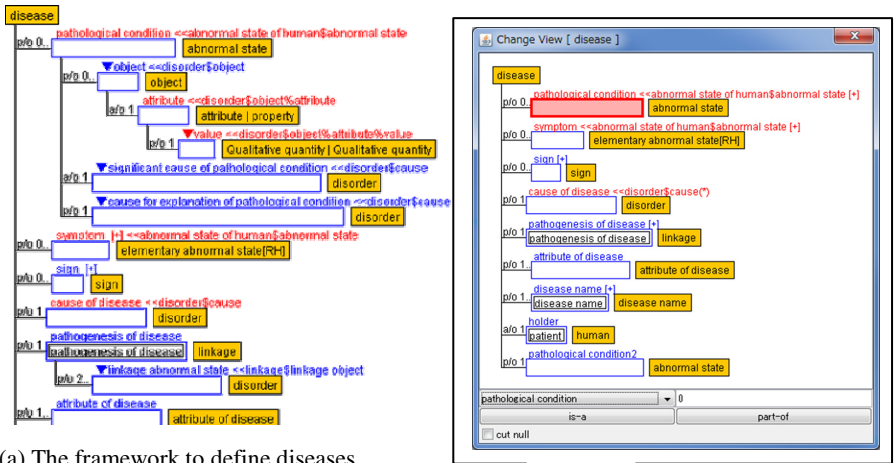 disease
pathological condition <<abnormal state of human$abnormal state
p/o 0.. abnormal state
▼object <<disorder$object
p/o 0.. object
attribute <<disorder$object%attribute
a/o 1 attribute | property
▼value <<disorder$object%attribute%value
p/o 1 Qualitative quantity | Qualitative quantity
▼significant cause of pathological condition <<disorder$cause
a/o 1 disorder
▼cause for explanation of pathological condition <<disorder$cause
p/o 1 disorder
symptom [+] <<abnormal state of human$abnormal state
p/o 0.. elementary abnormal state[RH]
sign [+]
p/o 0.. sign
cause of disease <<disorder$cause
p/o 1 disorder
pathogenesis of disease
p/o 1 pathogenesis of disease linkage
▼linkage abnormal state <<linkage$linkage object
p/o 2.. disorder
attribute of disease
p/o 1.. attribute of disease
(a) The framework to define diseases
Change View [ disease ]
disease
pathological condition <<abnormal state of human$abnormal state [+]
p/o 0.. abnormal state
symptom <<abnormal state of human$abnormal state [+]
p/o 0.. elementary abnormal state[RH]
sign [+]
p/o 0.. sign
cause of disease <<disorder$cause(*)
p/o 1 disorder
pathogenesis of disease [+]
p/o 1 pathogenesis of disease linkage
attribute of disease
p/o 1.. attribute of disease
disease name [+]
p/o 1.. disease name disease name
holder
a/o 1 patient human
pathological condition2
p/o 1 abnormal state
pathological condition 0
is-a part-of
cut null